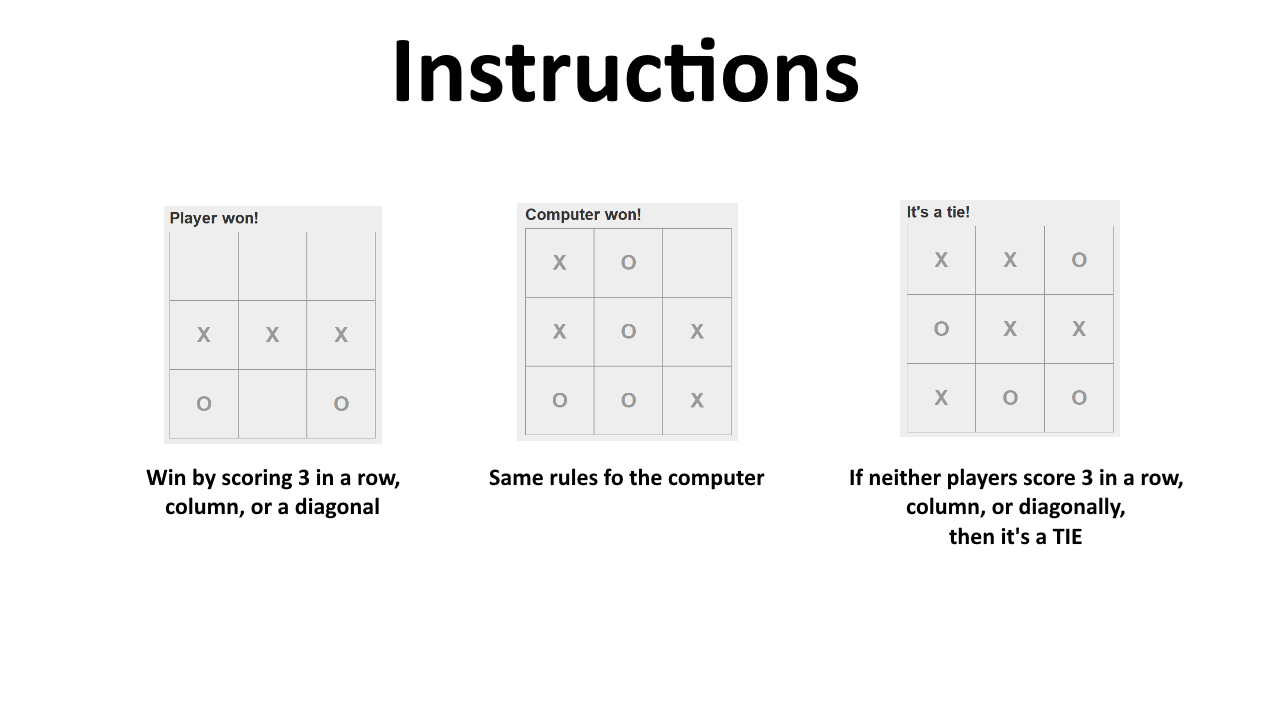 Instructions
Player won!
X X X
O O
Win by scoring 3 in a row,
column, or a diagonal
Computer won!
X O
X O X
O O X
Same rules fo the computer
It's a tie!
X X O
O X X
X O O
If neither players score 3 in a row,
column, or diagonally,
then it's a TIE